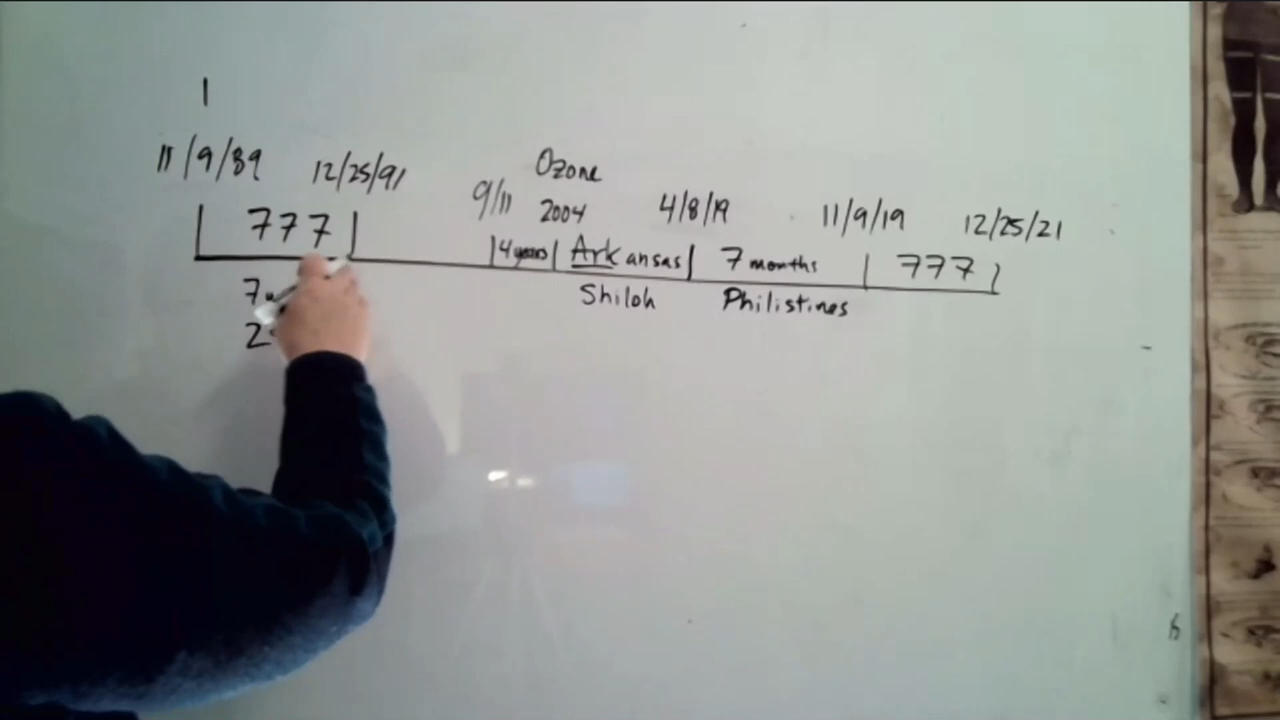 11/9/89 12/25/91 9/11 Ozone
2004 4/8/19 11/9/19 12/25/21
777 4 years Arkansas 7 months 777
7 Shiloh Philistines
2